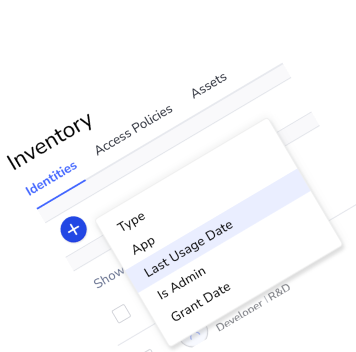 Inventory
Identities Access Policies Assets
Type
App
Last Usage Date
Is Admin
Grant Date
Show
Developer | R&D